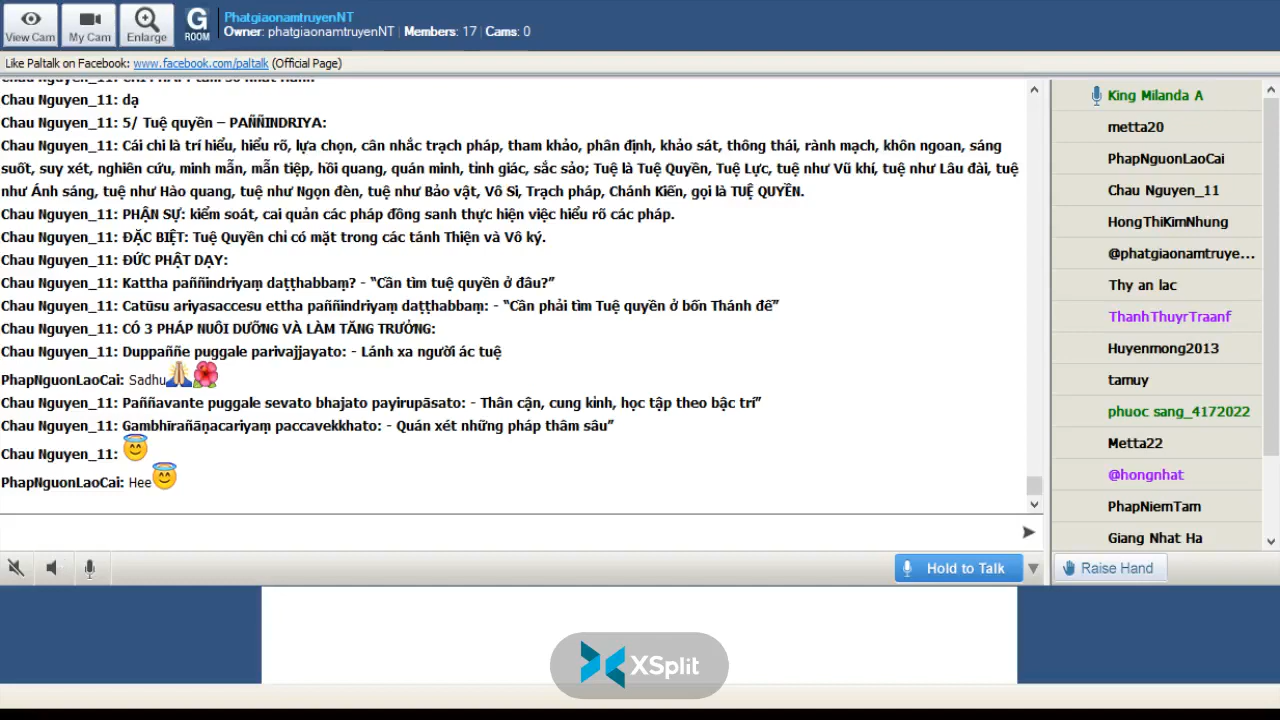 PhatgiaonamtruyenNT
Owner: phatgiaonamtruyenNT Members: 17 Cams: 0
View Cam
My Cam
Enlarge
G
ROOM
Like Paltalk on Facebook: www.facebook.com/paltalk (Official Page)
Chau Nguyen_11: dạ
Chau Nguyen_11: 5/ Tuệ quyền – PAÑÑINDRIYA:
Chau Nguyen_11: Cái chi là trí hiểu, hiểu rõ, lựa chọn, cân nhắc trạch pháp, tham khảo, phân định, khảo sát, thông thái, rành mạch, khôn ngoan, sáng
suốt, suy xét, nghiên cứu, minh mẫn, mẫn tiệp, hồi quang, quán minh, tỉnh giác, sắc sảo; Tuệ là Tuệ Quyền, Tuệ Lực, tuệ như Vũ khí, tuệ như Lâu đài, tuệ
như Ánh sáng, tuệ như Hào quang, tuệ như Ngọn đèn, tuệ như Bảo vật, Vô Si, Trạch pháp, Chánh Kiến, gọi là TUỆ QUYỀN.
Chau Nguyen_11: PHẬN SỰ: kiểm soát, cai quản các pháp đồng sanh thực hiện việc hiểu rõ các pháp.
Chau Nguyen_11: ĐẶC BIỆT: Tuệ Quyền chỉ có mặt trong các tánh Thiện và Vô ký.
Chau Nguyen_11: ĐỨC PHẬT DẠY:
Chau Nguyen_11: Kattha paññindriyaṃ daṭṭhabbaṃ? - “Cần tìm tuệ quyền ở đâu?”
Chau Nguyen_11: Catūsu ariyasaccesu ettha paññindriyaṃ daṭṭhabbaṃ: - “Cần phải tìm Tuệ quyền ở bốn Thánh đế”
Chau Nguyen_11: CÓ 3 PHÁP NUÔI DƯỠNG VÀ LÀM TĂNG TRƯỞNG:
Chau Nguyen_11: Duppaññe puggale parivajjayato: - Lánh xa người ác tuệ
PhapNguonLaoCai: Sadhu
Chau Nguyen_11: Paññavante puggale sevato bhajato payirupāsato: - Thân cận, cung kính, học tập theo bậc trí”
Chau Nguyen_11: Gambhīrañāṇacariyaṃ paccavekkhato: - Quán xét những pháp thâm sâu”
Chau Nguyen_11:
PhapNguonLaoCai: Hee
King Milanda A
metta20
PhapNguonLaoCai
Chau Nguyen_11
HongThiKimNhung
@phatgiaonamtruye...
Thy an lac
ThanhThuyrTraanf
Huyenmong2013
tamuy
phuoc sang_4172022
Metta22
@hongnhat
PhapNiemTam
Giang Nhat Ha
Hold to Talk
Raise Hand
XSplit